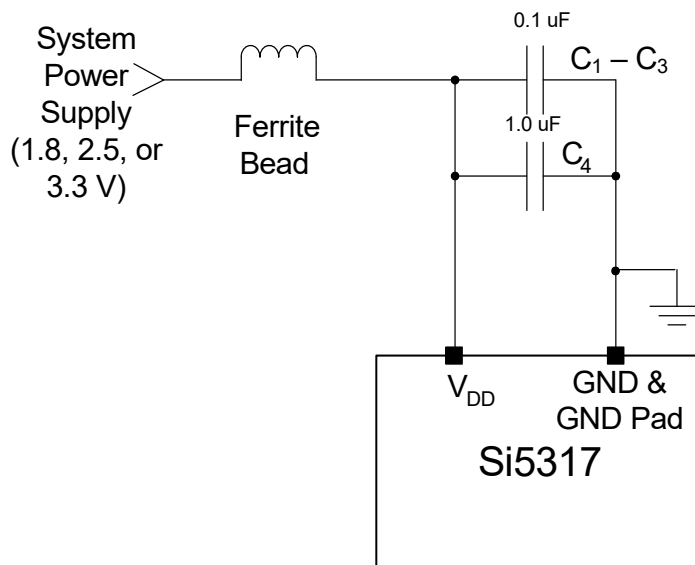 System
Power
Supply
(1.8, 2.5, or
3.3 V)
Ferrite
Bead
0.1 uF
C1 – C3
1.0 uF
C4
VDD
GND &
GND Pad
Si5317